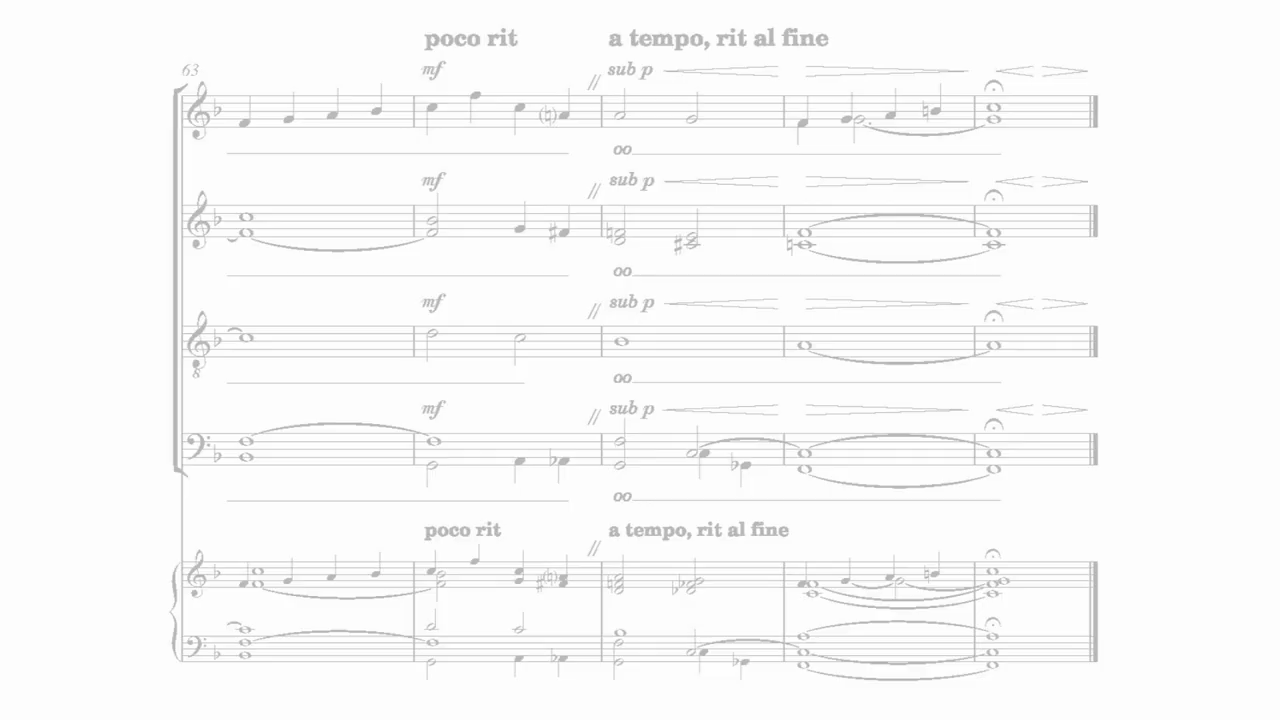 poco rit a tempo, rit al fine
63 mf sub p
oo
mf sub p
oo
mf sub p
8
oo
mf sub p
oo
poco rit a tempo, rit al fine